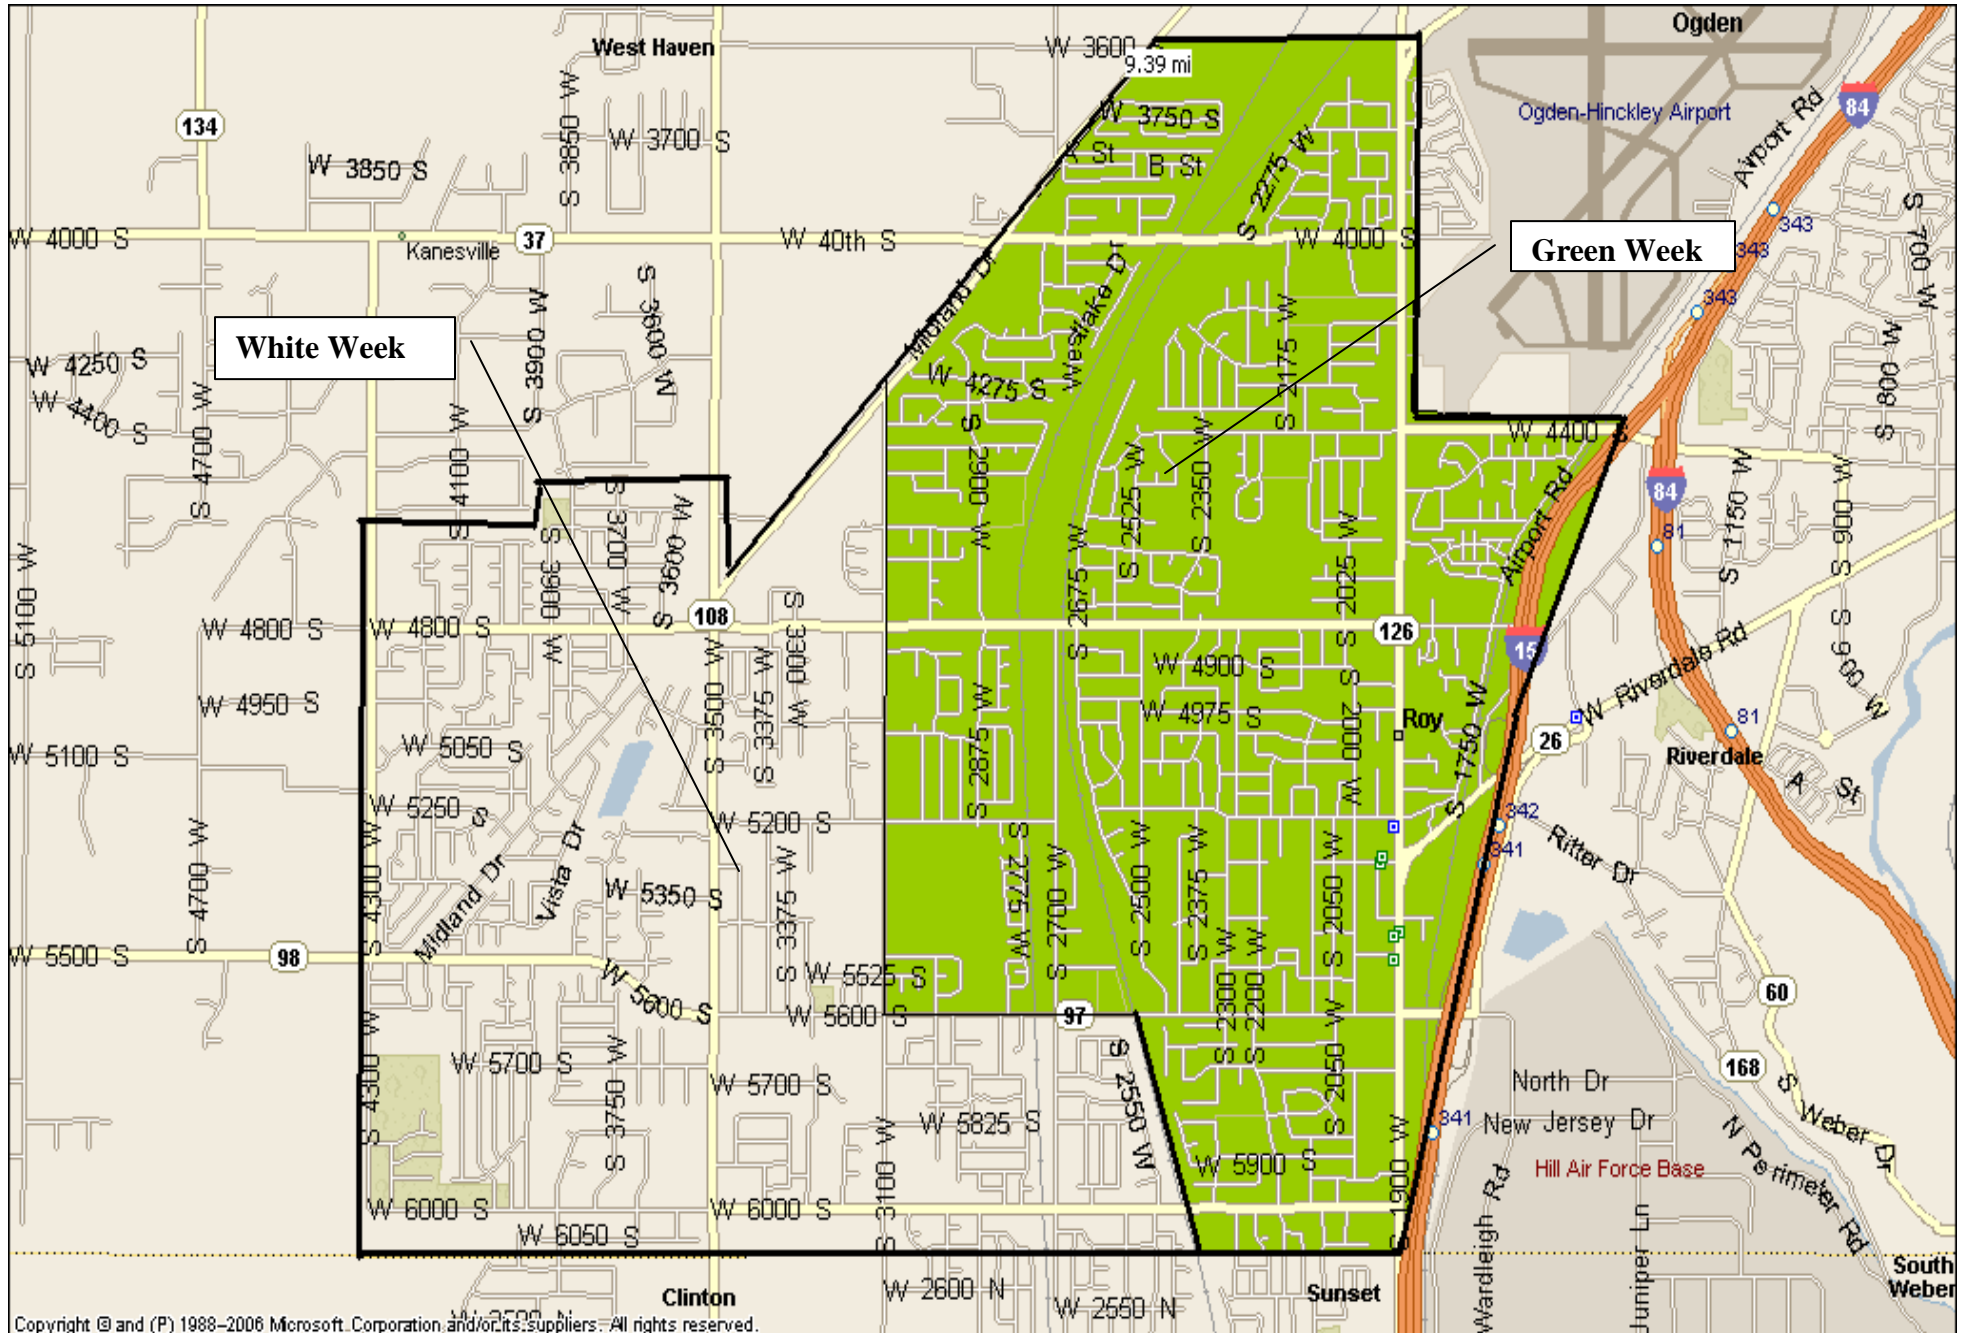 Ogden
West Haven
W 3600
9.39 mi
84
Airport Rd
Ogden-Hinckley Airport
134
S 3850 W
W 3700 S
W 3750 S
W 3850 S
A St
B St
S 2275 W
343
S 700 W
W 4000 S
37
Kanesville
W 40th S
W 4000 S
Green Week
343
343
Midland Dr
Westlake Dr
S 3600 W
S 3900 W
S 2175 W
White Week
S 800 W
W 4250 S
W 4275 S
W 4400 S
S 4700 W
S 4100 W
S 2900 W
W 4400 S
S 2525 W
S 2350 W
S 3700 W
S 3600 W
S 3900 W
84
81
S 1150 W
S 900 W
Airport Rd
S 2025 W
S 2675 W
S 5100 W
W 4800 S
W 4800 S
108
S 3300 W
126
15
W 4900 S
W Riverdale Rd
S 900 W
W 4950 S
S 3500 W
S 3375 W
S 2875 W
W 4975 S
S 2000 W
Roy
S 1750 W
26
81
Riverdale
W 5100 S
W 5050 S
A St
W 5250 S
W 5200 S
342
341
Ritter Dr
S 4700 W
S 4300 W
Midland Dr
Vista Dr
W 5350 S
S 3375 W
S 2775 W
S 2700 W
S 2500 W
S 2375 W
S 2050 W
W 5500 S
98
W 5600 S
W 5525 S
S 2300 W
S 2200 W
60
W 5600 S
97
S 4300 W
W 5700 S
S 3750 W
W 5700 S
S 2550 W
S 2050 W
168
North Dr
S Weber Dr
W 5825 S
341
New Jersey Dr
N Perimeter Rd
S 3100 W
W 5900 S
S 1900 W
Hill Air Force Base
Wardleigh Rd
Juniper Ln
W 6000 S
W 6000 S
W 6050 S
South
Weber
Clinton
W 2600 N
W 2550 N
Sunset
Copyright © and (P) 1988–2006 Microsoft Corporation and/or its suppliers. All rights reserved.